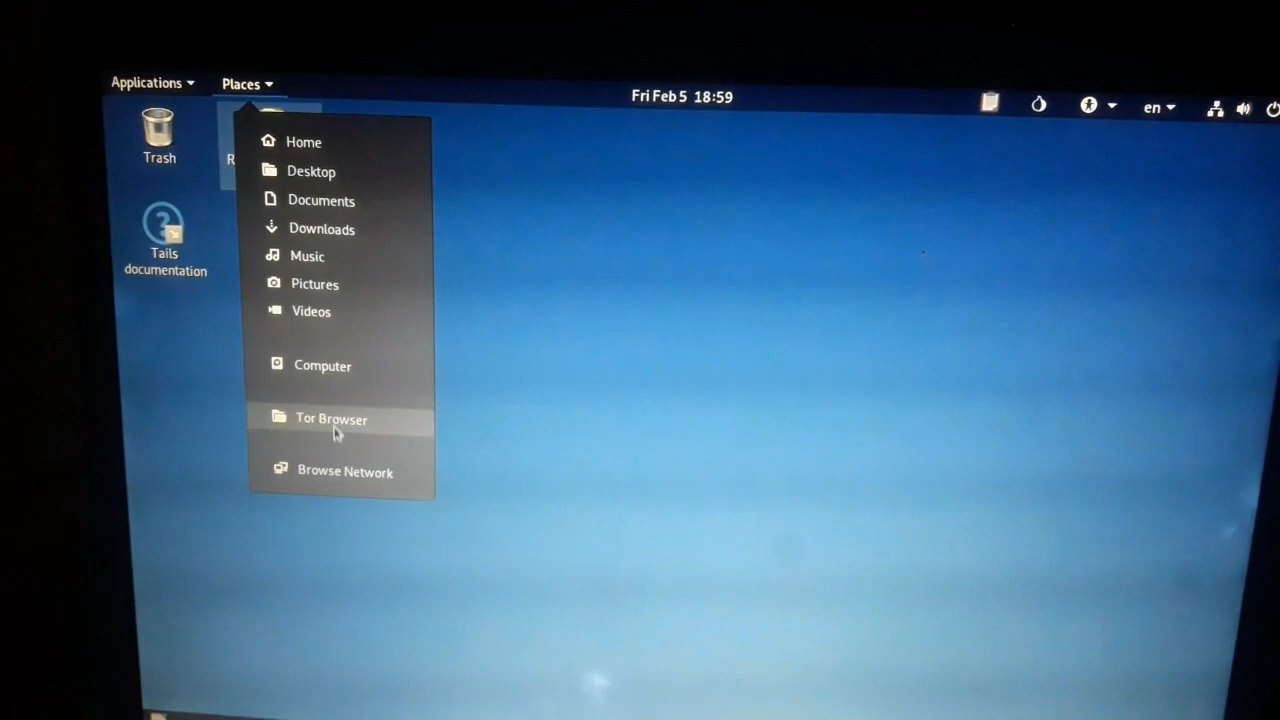 Applications
Places
Fri Feb 5 18:59
en
Trash
R
Tails
documentation
Home
Desktop
Documents
Downloads
Music
Pictures
Videos
Computer
Tor Browser
Browse Network